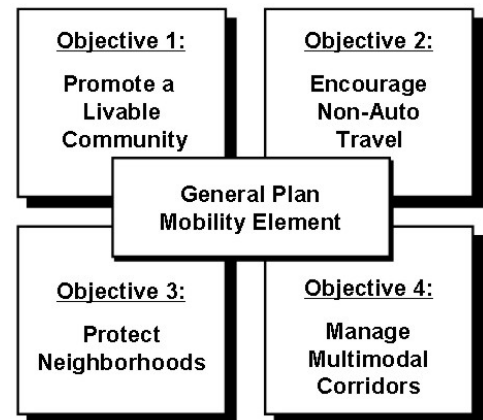 Objective 1:
Promote a
Livable
Community
Objective 2:
Encourage
Non-Auto
Travel
General Plan
Mobility Element
Objective 3:
Protect
Neighborhoods
Objective 4:
Manage
Multimodal
Corridors